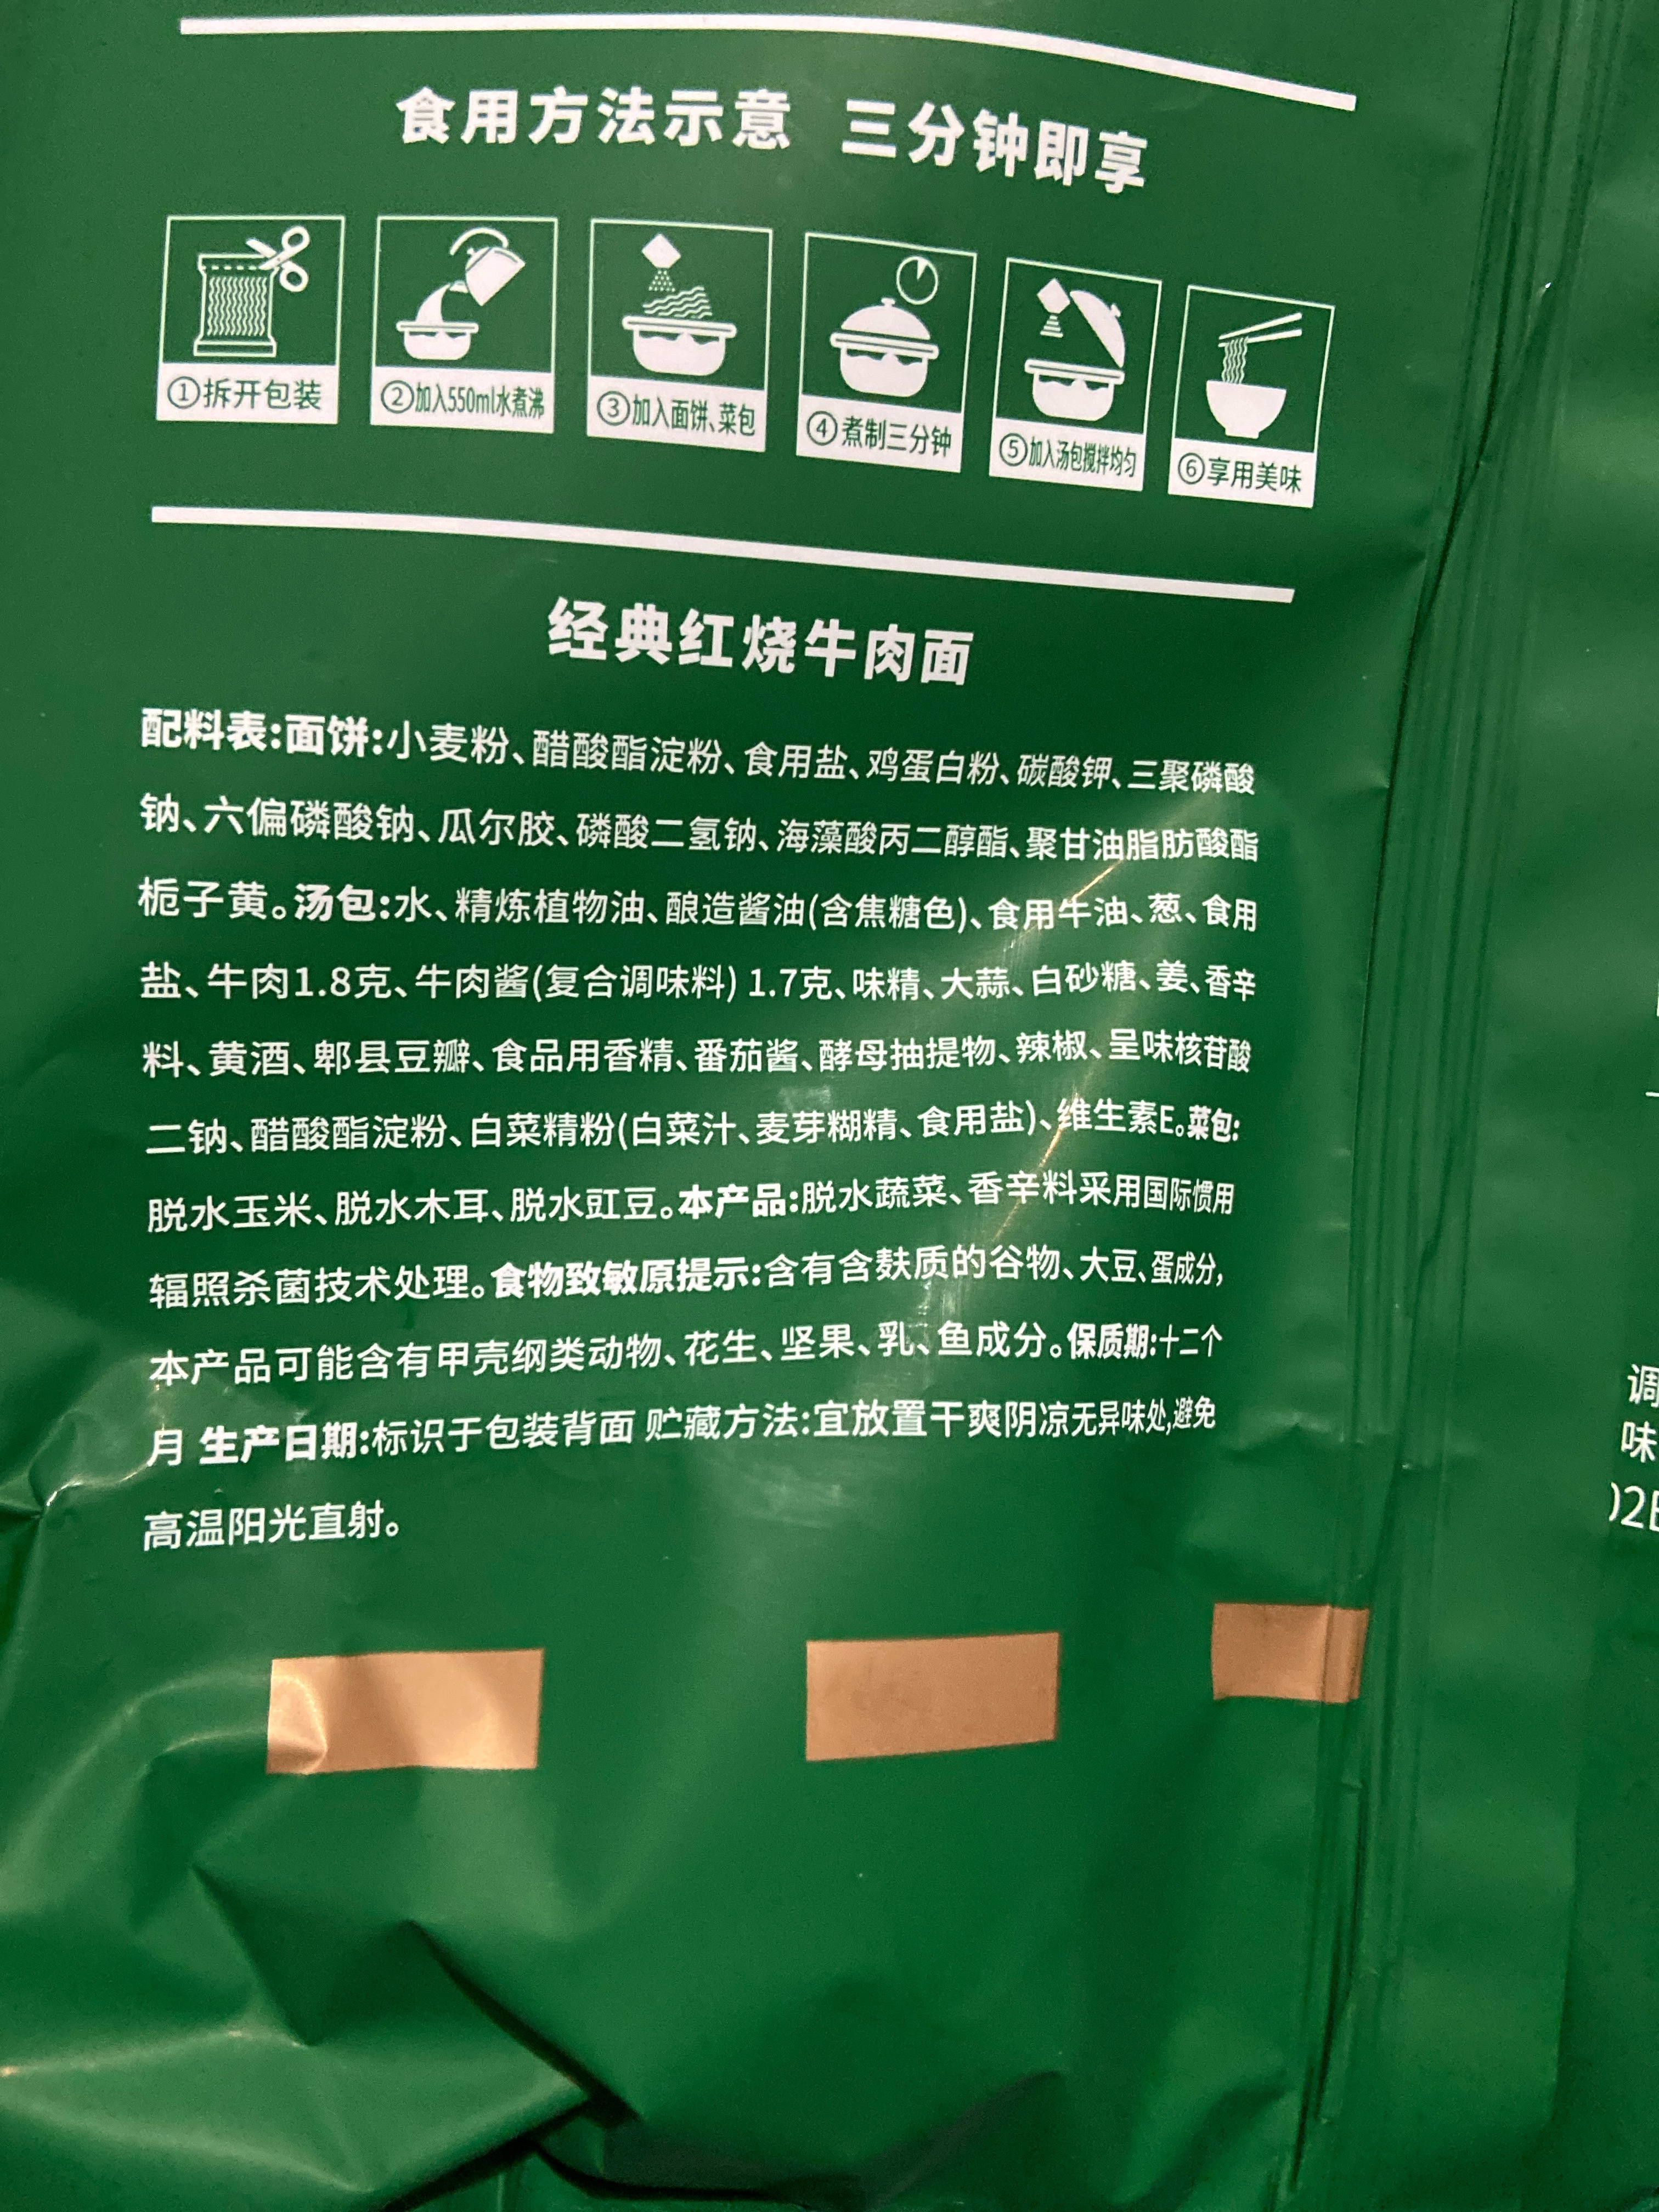 食用方法示意 三分钟即享
①拆开包装
②加入550ml水煮沸
③加入面饼、菜包
④煮制三分钟
⑤加入汤包搅拌均匀
⑥享用美味
经典红烧牛肉面
配料表:面饼:小麦粉、醋酸酯淀粉、食用盐、鸡蛋白粉、碳酸钾、三聚磷酸
钠、六偏磷酸钠、瓜尔胶、磷酸二氢钠、海藻酸丙二醇酯、聚甘油脂肪酸酯
栀子黄。汤包:水、精炼植物油、酿造酱油(含焦糖色)、食用牛油、葱、食用
盐、牛肉1.8克、牛肉酱(复合调味料) 1.7克、味精、大蒜、白砂糖、姜、香辛
料、黄酒、郫县豆瓣、食品用香精、番茄酱、酵母抽提物、辣椒、呈味核苷酸
二钠、醋酸酯淀粉、白菜精粉(白菜汁、麦芽糊精、食用盐)、维生素E。菜包:
脱水玉米、脱水木耳、脱水豇豆。本产品:脱水蔬菜、香辛料采用国际惯用
辐照杀菌技术处理。食物致敏原提示:含有含麸质的谷物、大豆、蛋成分,
本产品可能含有甲壳纲类动物、花生、坚果、乳、鱼成分。保质期:十二个
月 生产日期:标识于包装背面 贮藏方法:宜放置干爽阴凉无异味处,避免
高温阳光直射。
调
味
02